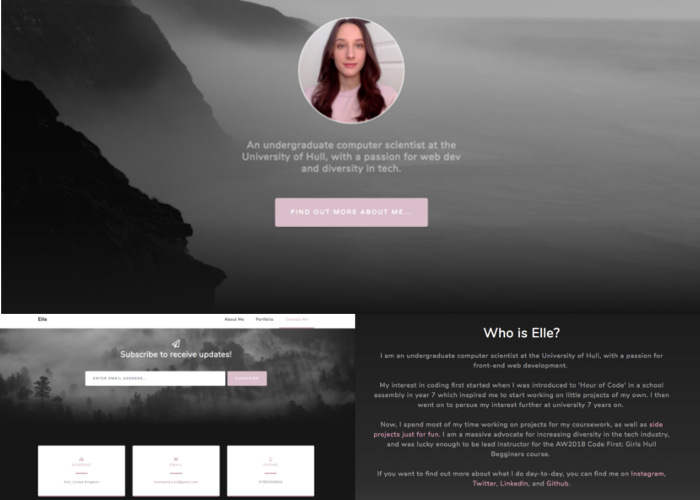 An undergraduate computer scientist at the
University of Hull, with a passion for web dev
and diversity in tech.
FIND OUT MORE ABOUT ME...
Elle
About Me
Portfolio
Contact Me
Subscribe to receive updates!
ENTER EMAIL ADDRESS...
SUBSCRIBE
ADDRESS
EMAIL
PHONE
Hull, United Kingdom
Who is Elle?
I am an undergraduate computer scientist at the University of Hull, with a passion for
front-end web development.
My interest in coding first started when I was introduced to 'Hour of Code' in a school
assembly in year 7 which inspired me to start working on little projects of my own. I then
went on to persue my interest further at university 7 years on.
Now, I spend most of my time working on projects for my coursework, as well as side
projects just for fun. I am a massive advocate for increasing diversity in the tech industry,
and was lucky enough to be lead instructor for the AW2018 Code First: Girls Hull
Begginers course.
If you want to find out more about what I do day-to-day, you can find me on Instagram,
Twitter, LinkedIn, and Github.